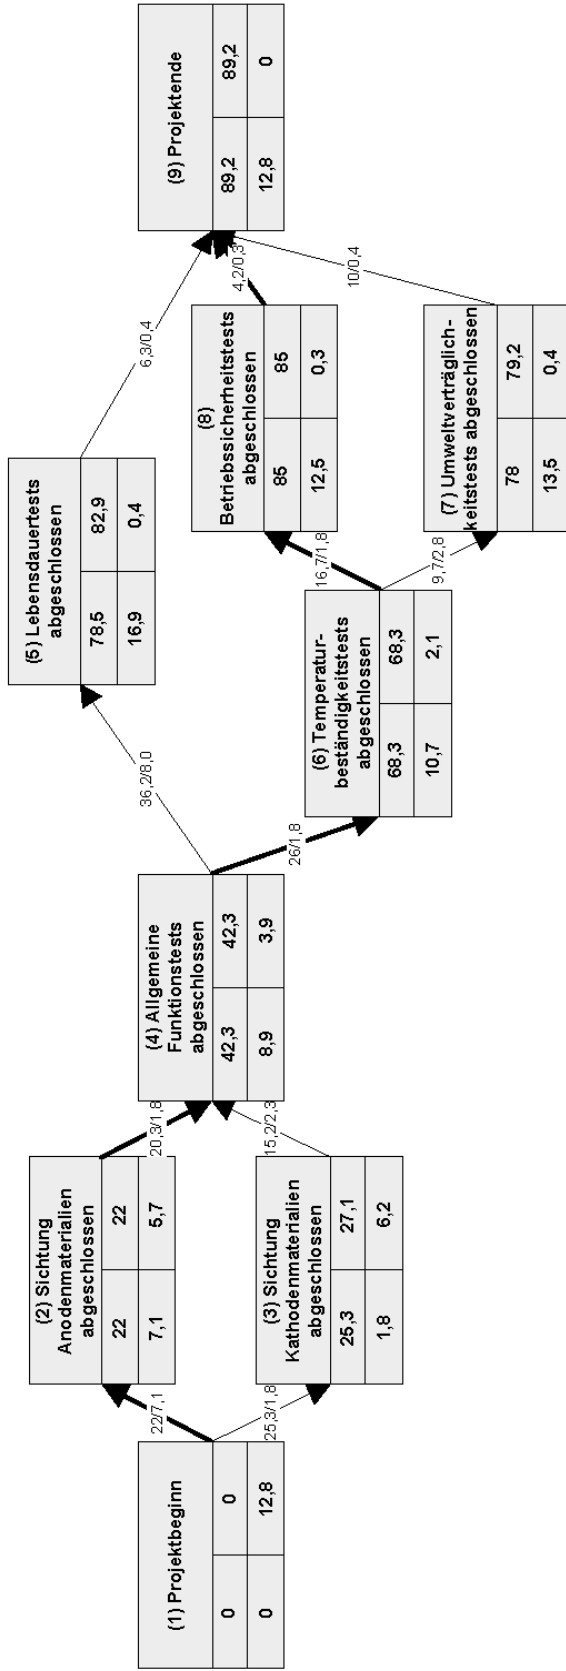 (1) Projektbeginn
0 0
0 12,8
22/7,1
25,3/1,8
(2) Sichtung
Anodenmaterialien
abgeschlossen
22 22
7,1 5,7
(3) Sichtung
Kathodenmaterialien
abgeschlossen
25,3 27,1
1,8 6,2
20,3/1,8
15,2/2,3
(4) Allgemeine
Funktionstests
abgeschlossen
42,3 42,3
8,9 3,9
36,2/8,0
26/1,8
(5) Lebensdauertests
abgeschlossen
78,5 82,9
16,9 0,4
(6) Temperatur-
beständigkeitstests
abgeschlossen
68,3 68,3
10,7 2,1
16,7/1,8
9,7/2,8
(8)
Betriebssicherheitstests
abgeschlossen
85 85
12,5 0,3
(7) Umweltverträglich-
keitstests abgeschlossen
78 79,2
13,5 0,4
6,3/0,4
4,2/0,3
10/0,4
(9) Projektende
89,2 89,2
12,8 0